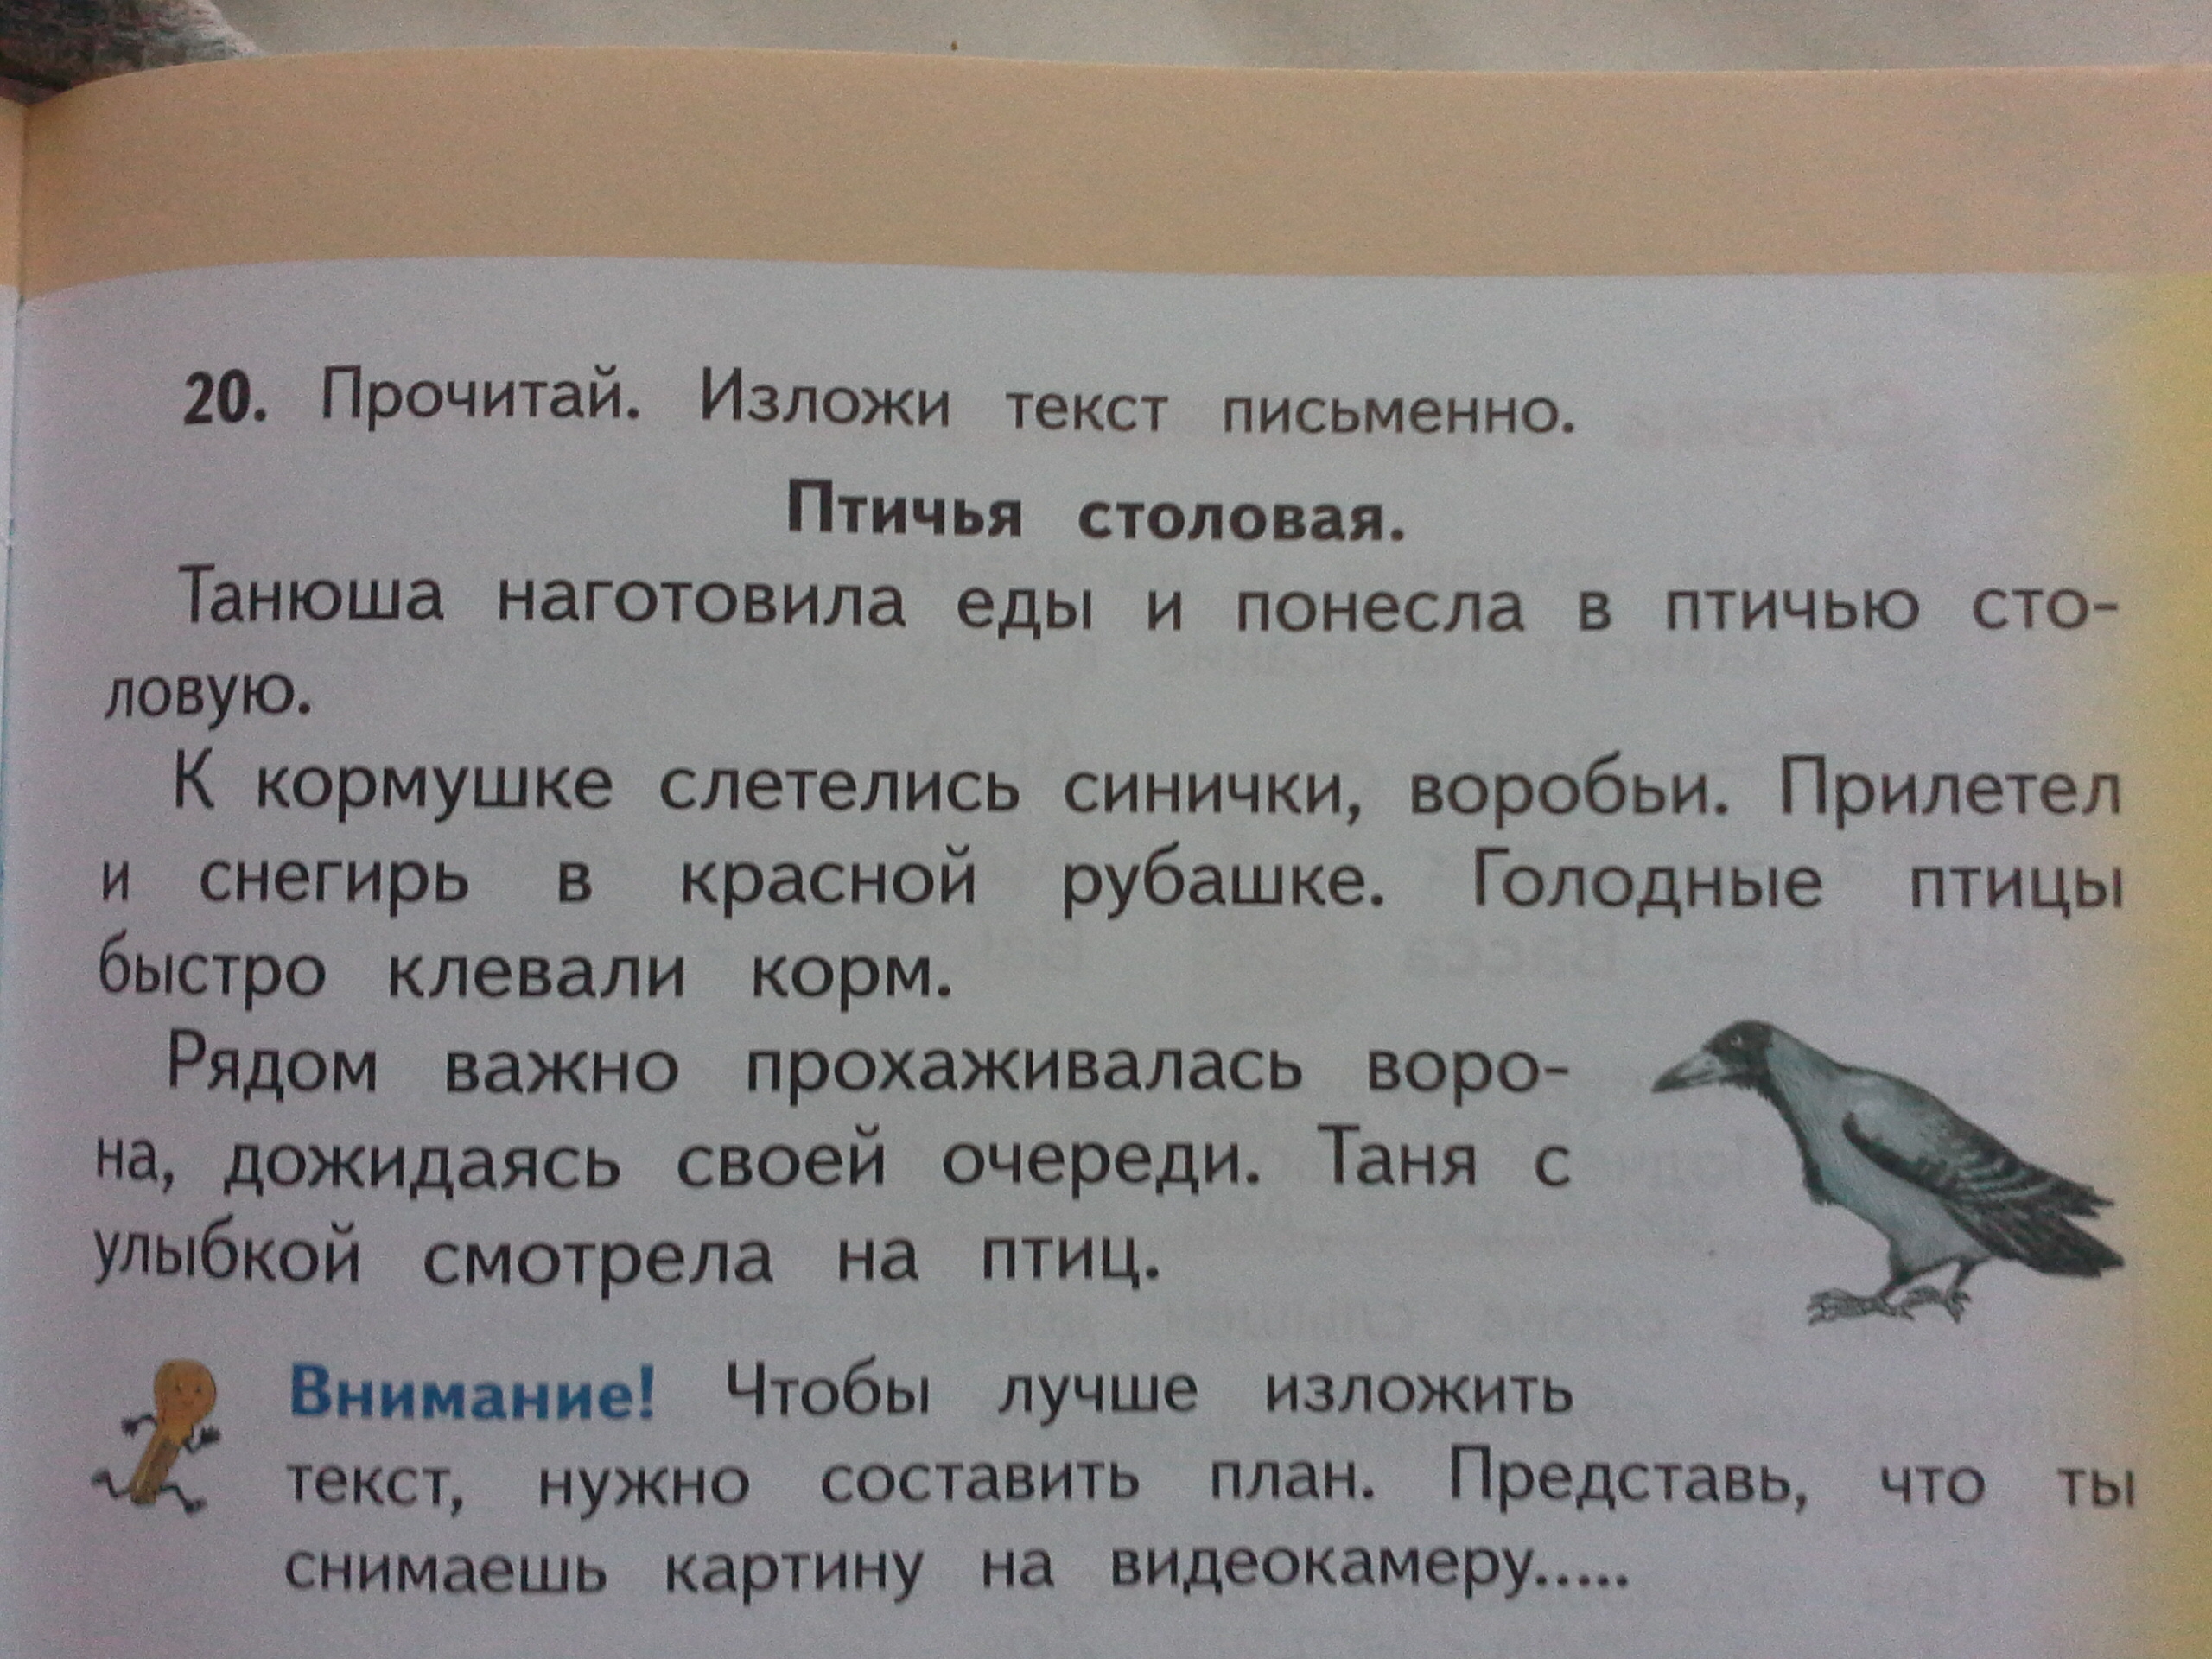 20. Прочитай. Изложи текст письменно.
Птичья столовая.
Танюша наготовила еды и понесла в птичью сто-
ловую.
К кормушке слетелись синички, воробьи. Прилетел
и снегирь в красной рубашке. Голодные птицы
быстро клевали корм.
Рядом важно прохаживалась воро-
на, дожидаясь своей очереди. Таня с
улыбкой смотрела на птиц.
Внимание! Чтобы лучше изложить
текст, нужно составить план. Представь, что ты
снимаешь картину на видеокамеру.....